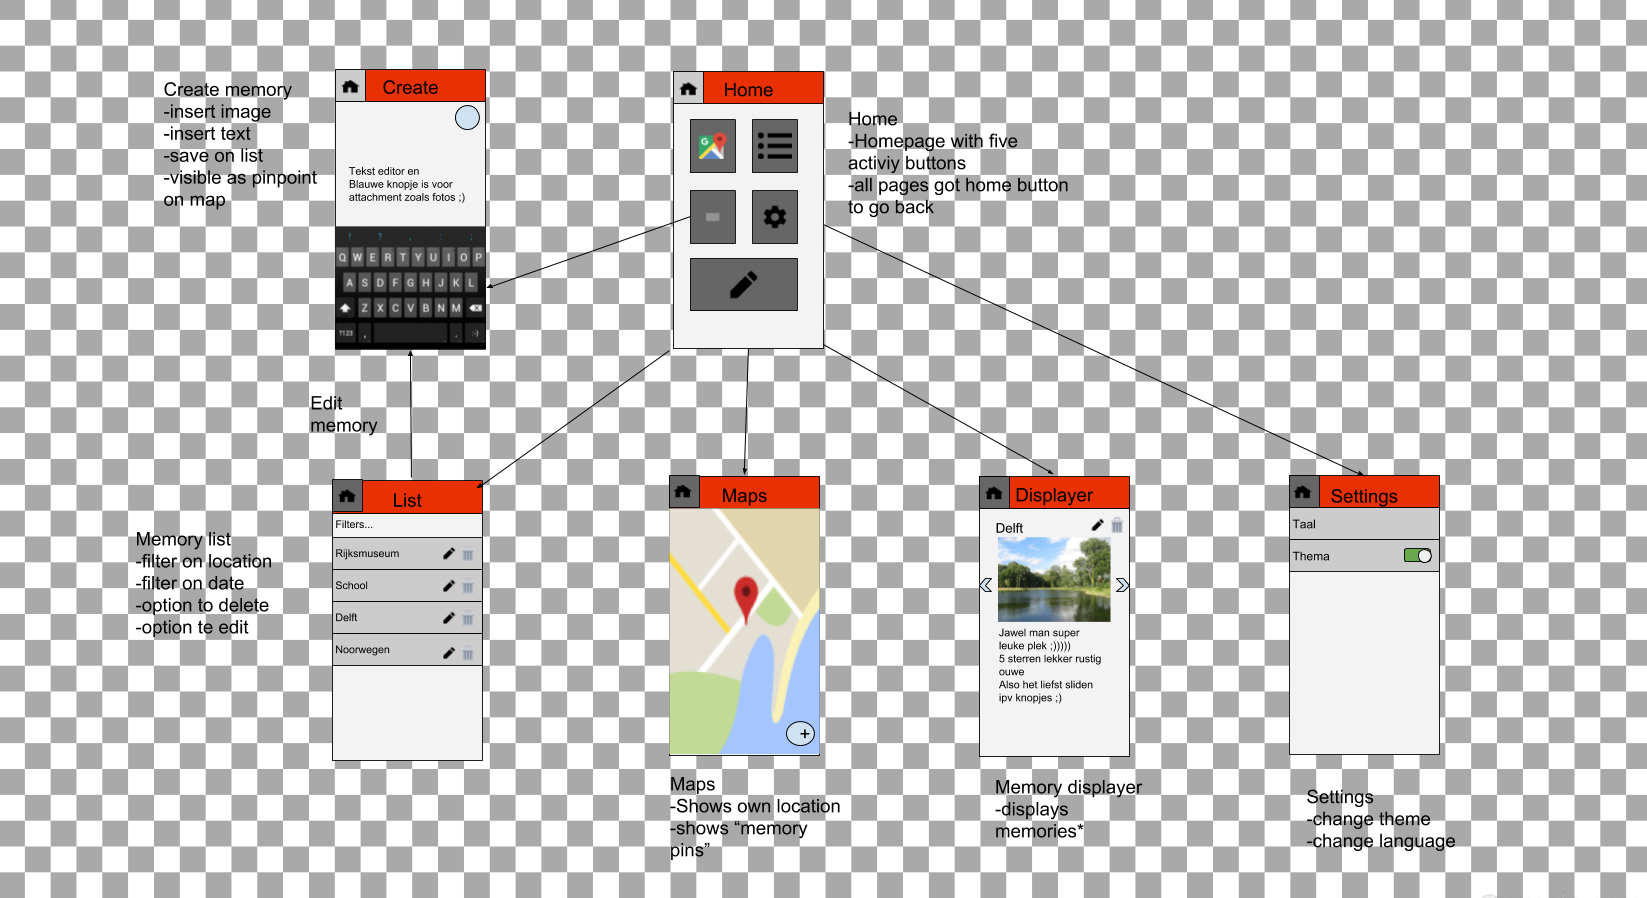 Create memory
-insert image
-insert text
-save on list
-visible as pinpoint
on map
Create
Tekst editor en
Blauwe knopje is voor
attachment zoals fotos ;)
! ? , : ;
Q W E R T Y U I O P
A S D F G H J K L
Z X C V B N M
?123 , . :-)
Home
G
Home
-Homepage with five
activiy buttons
-all pages got home button
to go back
Edit
memory
Memory list
-filter on location
-filter on date
-option to delete
-option te edit
List
Filters...
Rijksmuseum
School
Delft
Noorwegen
Maps
+
Maps
-Shows own location
-shows “memory
pins”
Displayer
Delft
Jawel man super
leuke plek ;)))))
5 sterren lekker rustig
ouwe
Also het liefst sliden
ipv knopjes ;)
Memory displayer
-displays
memories*
Settings
Taal
Thema
Settings
-change theme
-change language